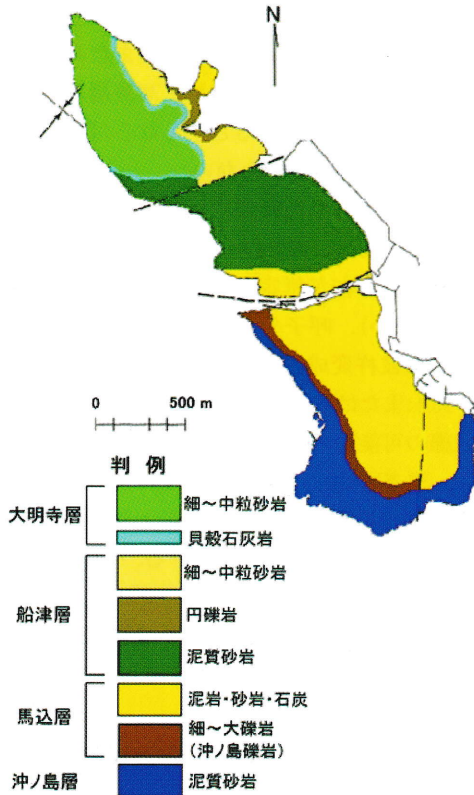 N
0 500 m
判 例
大明寺層
細～中粒砂岩
貝殻石灰岩
船津層
細～中粒砂岩
円礫岩
泥質砂岩
馬込層
泥岩・砂岩・石炭
細～大礫岩
(沖ノ島礫岩)
沖ノ島層
泥質砂岩